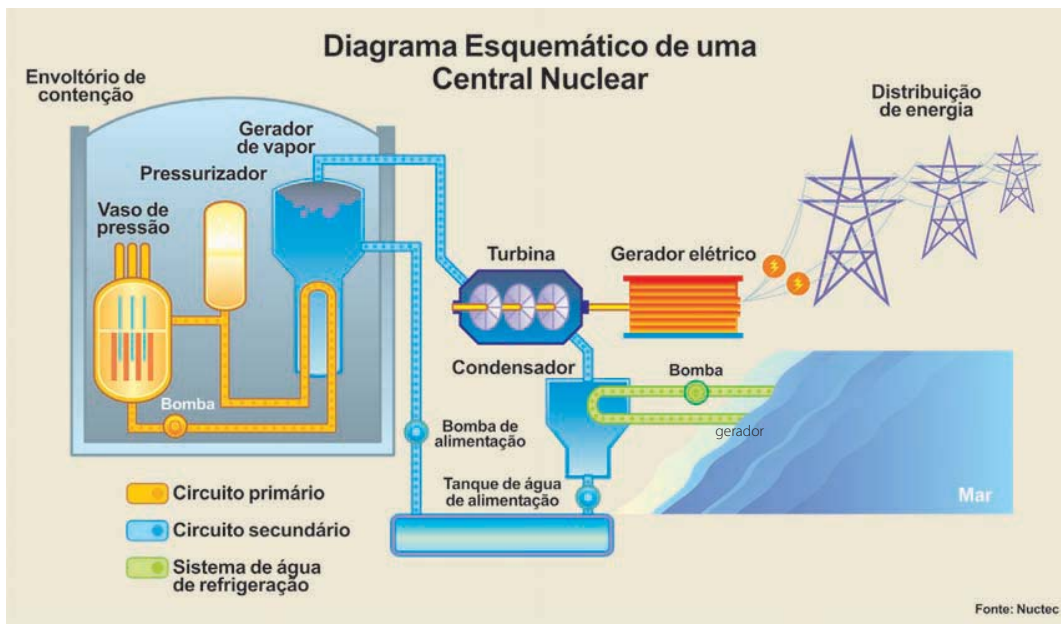 Diagrama Esquemático de uma
Central Nuclear
Envoltório de
contenção
Gerador
de vapor
Pressurizador
Vaso de
pressão
Bomba
Distribuição
de energia
Turbina
Gerador elétrico
Condensador
Bomba
gerador
Bomba de
alimentação
Tanque de água
de alimentação
Mar
Circuito primário
Circuito secundário
Sistema de água
de refrigeração
Fonte: Nuctec